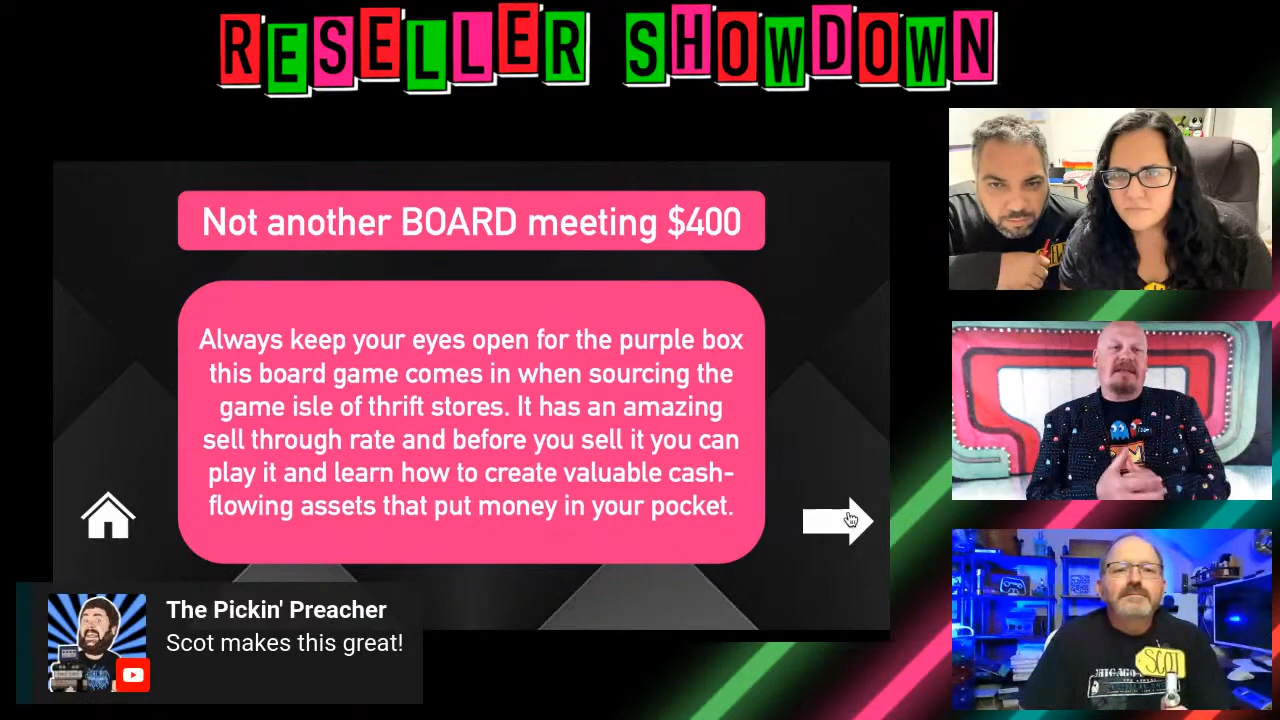 RESELLER SHOWDOWN
Not another BOARD meeting $400
Always keep your eyes open for the purple box
this board game comes in when sourcing the
game isle of thrift stores. It has an amazing
sell through rate and before you sell it you can
play it and learn how to create valuable cash-
flowing assets that put money in your pocket.
The Pickin' Preacher
Scot makes this great!
SCOT